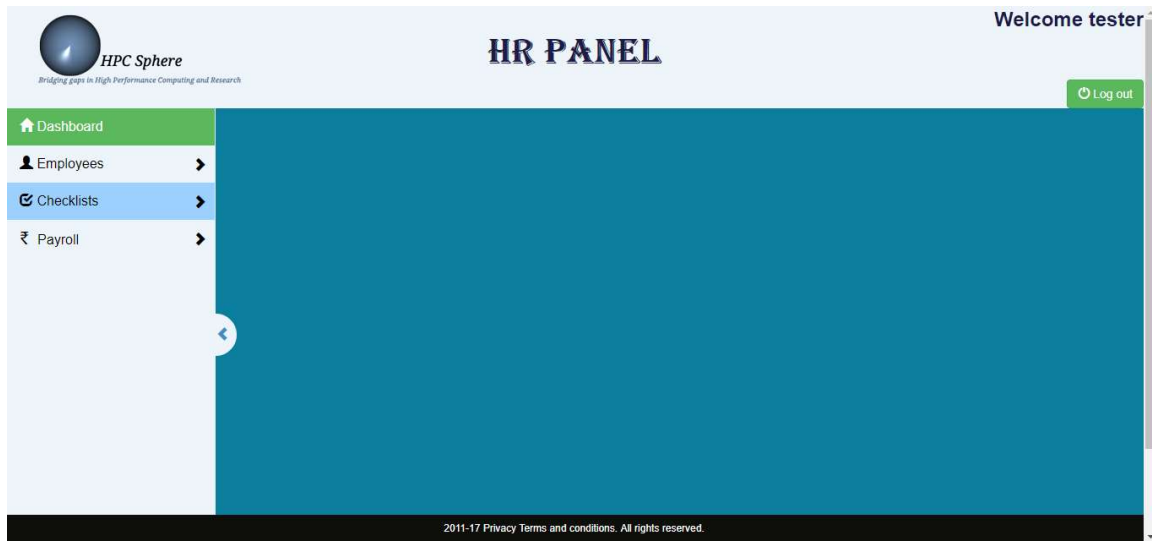 Welcome tester
HPC Sphere
Bridging gaps in High Performance Computing and Research
HR PANEL
Log out
Dashboard
Employees
Checklists
₹ Payroll
2011-17 Privacy Terms and conditions. All rights reserved.